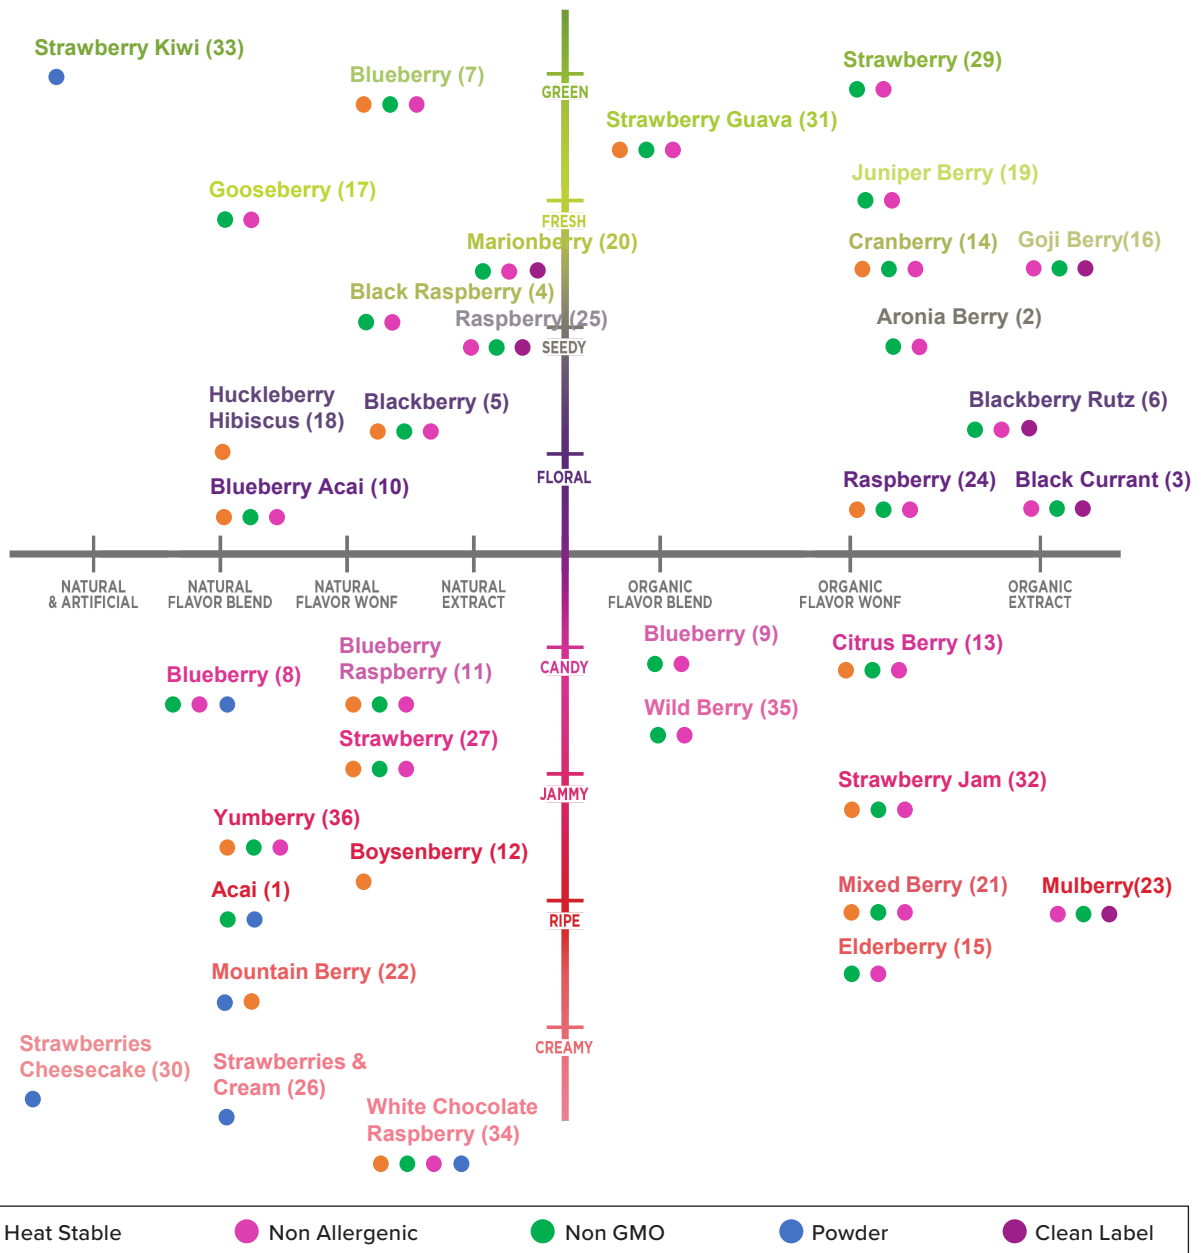 Strawberry Kiwi (33)
Blueberry (7)
Strawberry (29)
GREEN
Strawberry Guava (31)
Juniper Berry (19)
Gooseberry (17)
FRESH
Marionberry (20)
Cranberry (14)
Goji Berry(16)
Black Raspberry (4)
Raspberry (25)
Aronia Berry (2)
SEEDY
Huckleberry
Hibiscus (18)
Blackberry (5)
Blackberry Rutz (6)
FLORAL
Blueberry Acai (10)
Raspberry (24)
Black Currant (3)
NATURAL
& ARTIFICIAL
NATURAL
FLAVOR BLEND
NATURAL
FLAVOR WONF
NATURAL
EXTRACT
ORGANIC
FLAVOR BLEND
ORGANIC
FLAVOR WONF
ORGANIC
EXTRACT
Blueberry (9)
Citrus Berry (13)
Blueberry
Raspberry (11)
CANDY
Blueberry (8)
Wild Berry (35)
Strawberry (27)
Strawberry Jam (32)
JAMMY
Yumberry (36)
Boysenberry (12)
Acai (1)
Mixed Berry (21)
Mulberry(23)
RIPE
Elderberry (15)
Mountain Berry (22)
Strawberries
Cheesecake (30)
CREAMY
Strawberries &
Cream (26)
White Chocolate
Raspberry (34)
Heat Stable
Non Allergenic
Non GMO
Powder
Clean Label